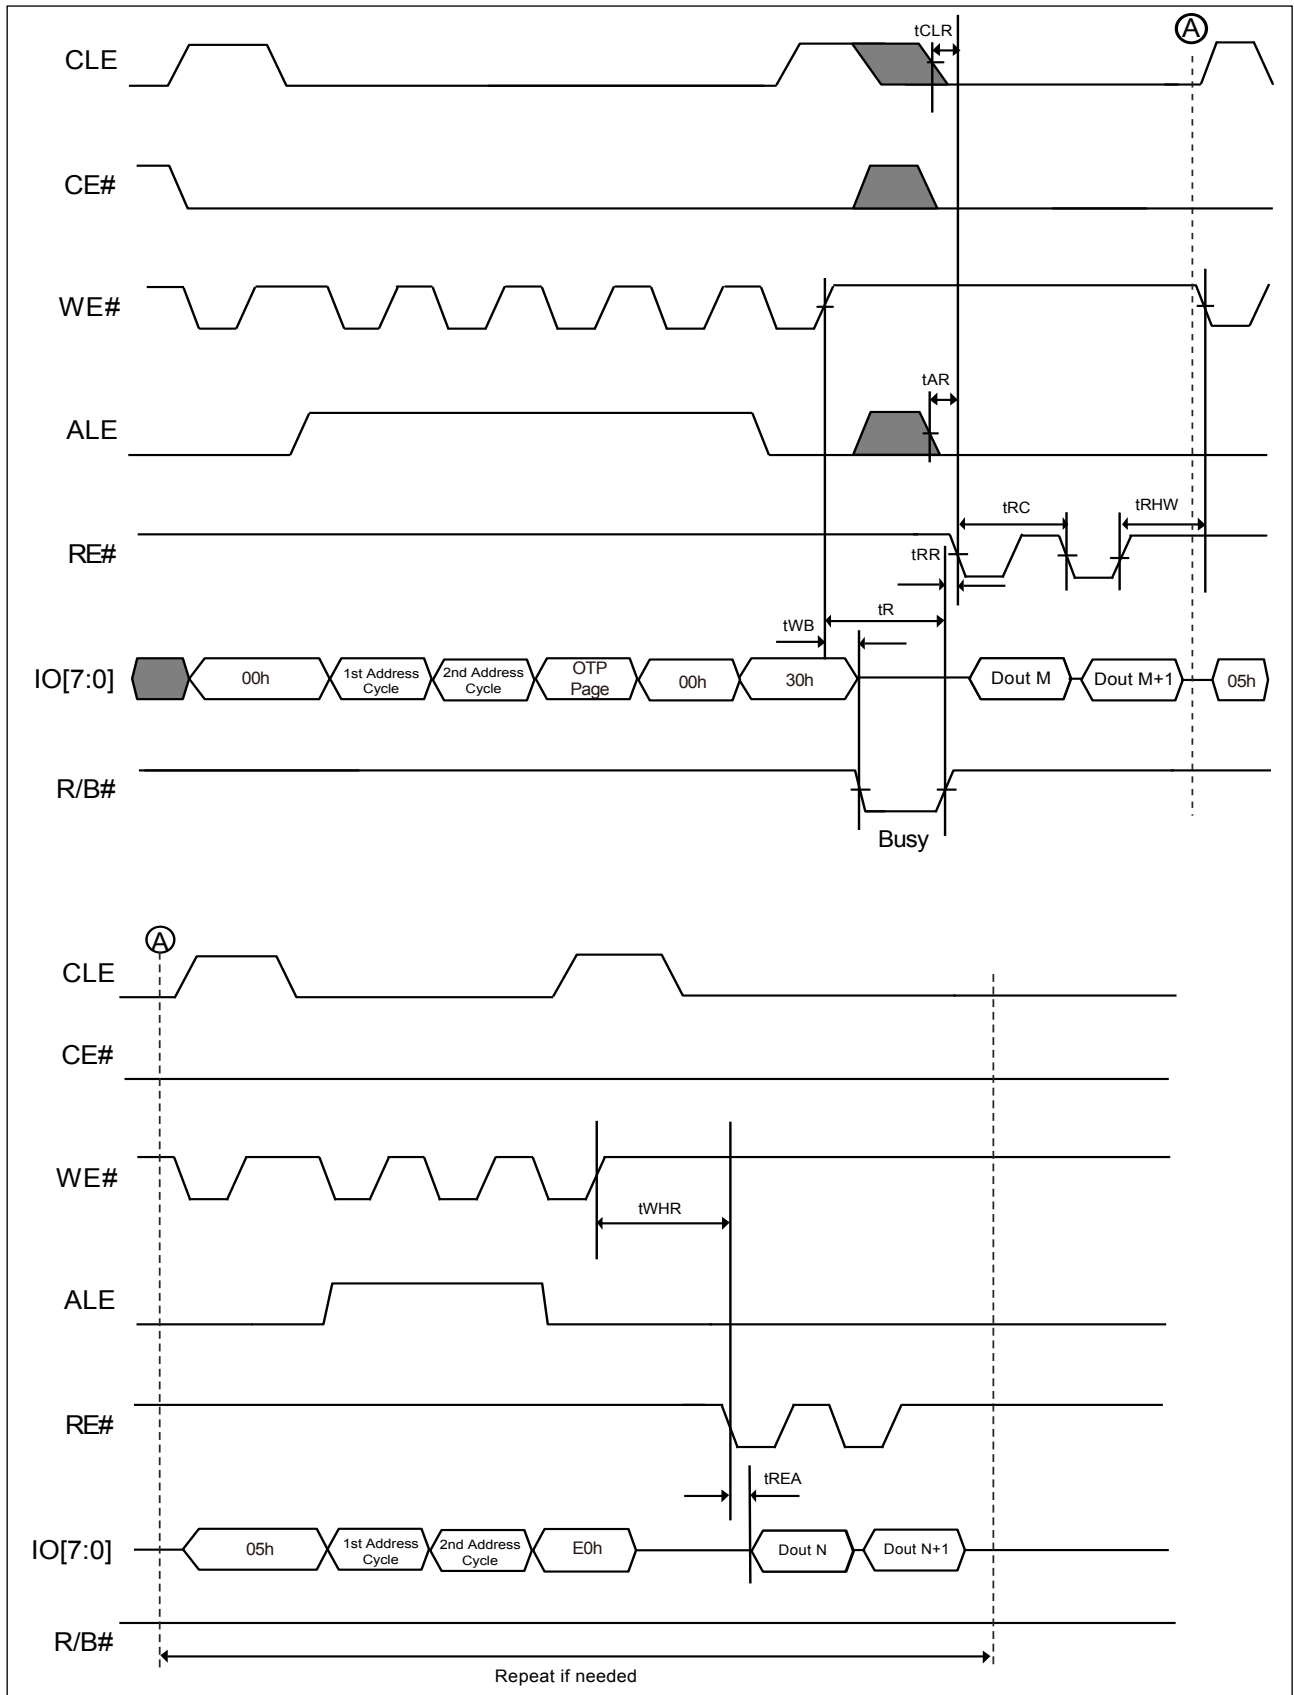 tCLR
A
CLE
CE#
WE#
tAR
ALE
tRC
tRHW
RE#
tRR
tR
tWB
IO[7:0]
00h
1st Address
Cycle
2nd Address
Cycle
OTP
Page
00h
30h
Dout M
Dout M+1
05h
R/B#
Busy
A
CLE
CE#
WE#
tWHR
ALE
RE#
tREA
IO[7:0]
05h
1st Address
Cycle
2nd Address
Cycle
E0h
Dout N
Dout N+1
R/B#
Repeat if needed